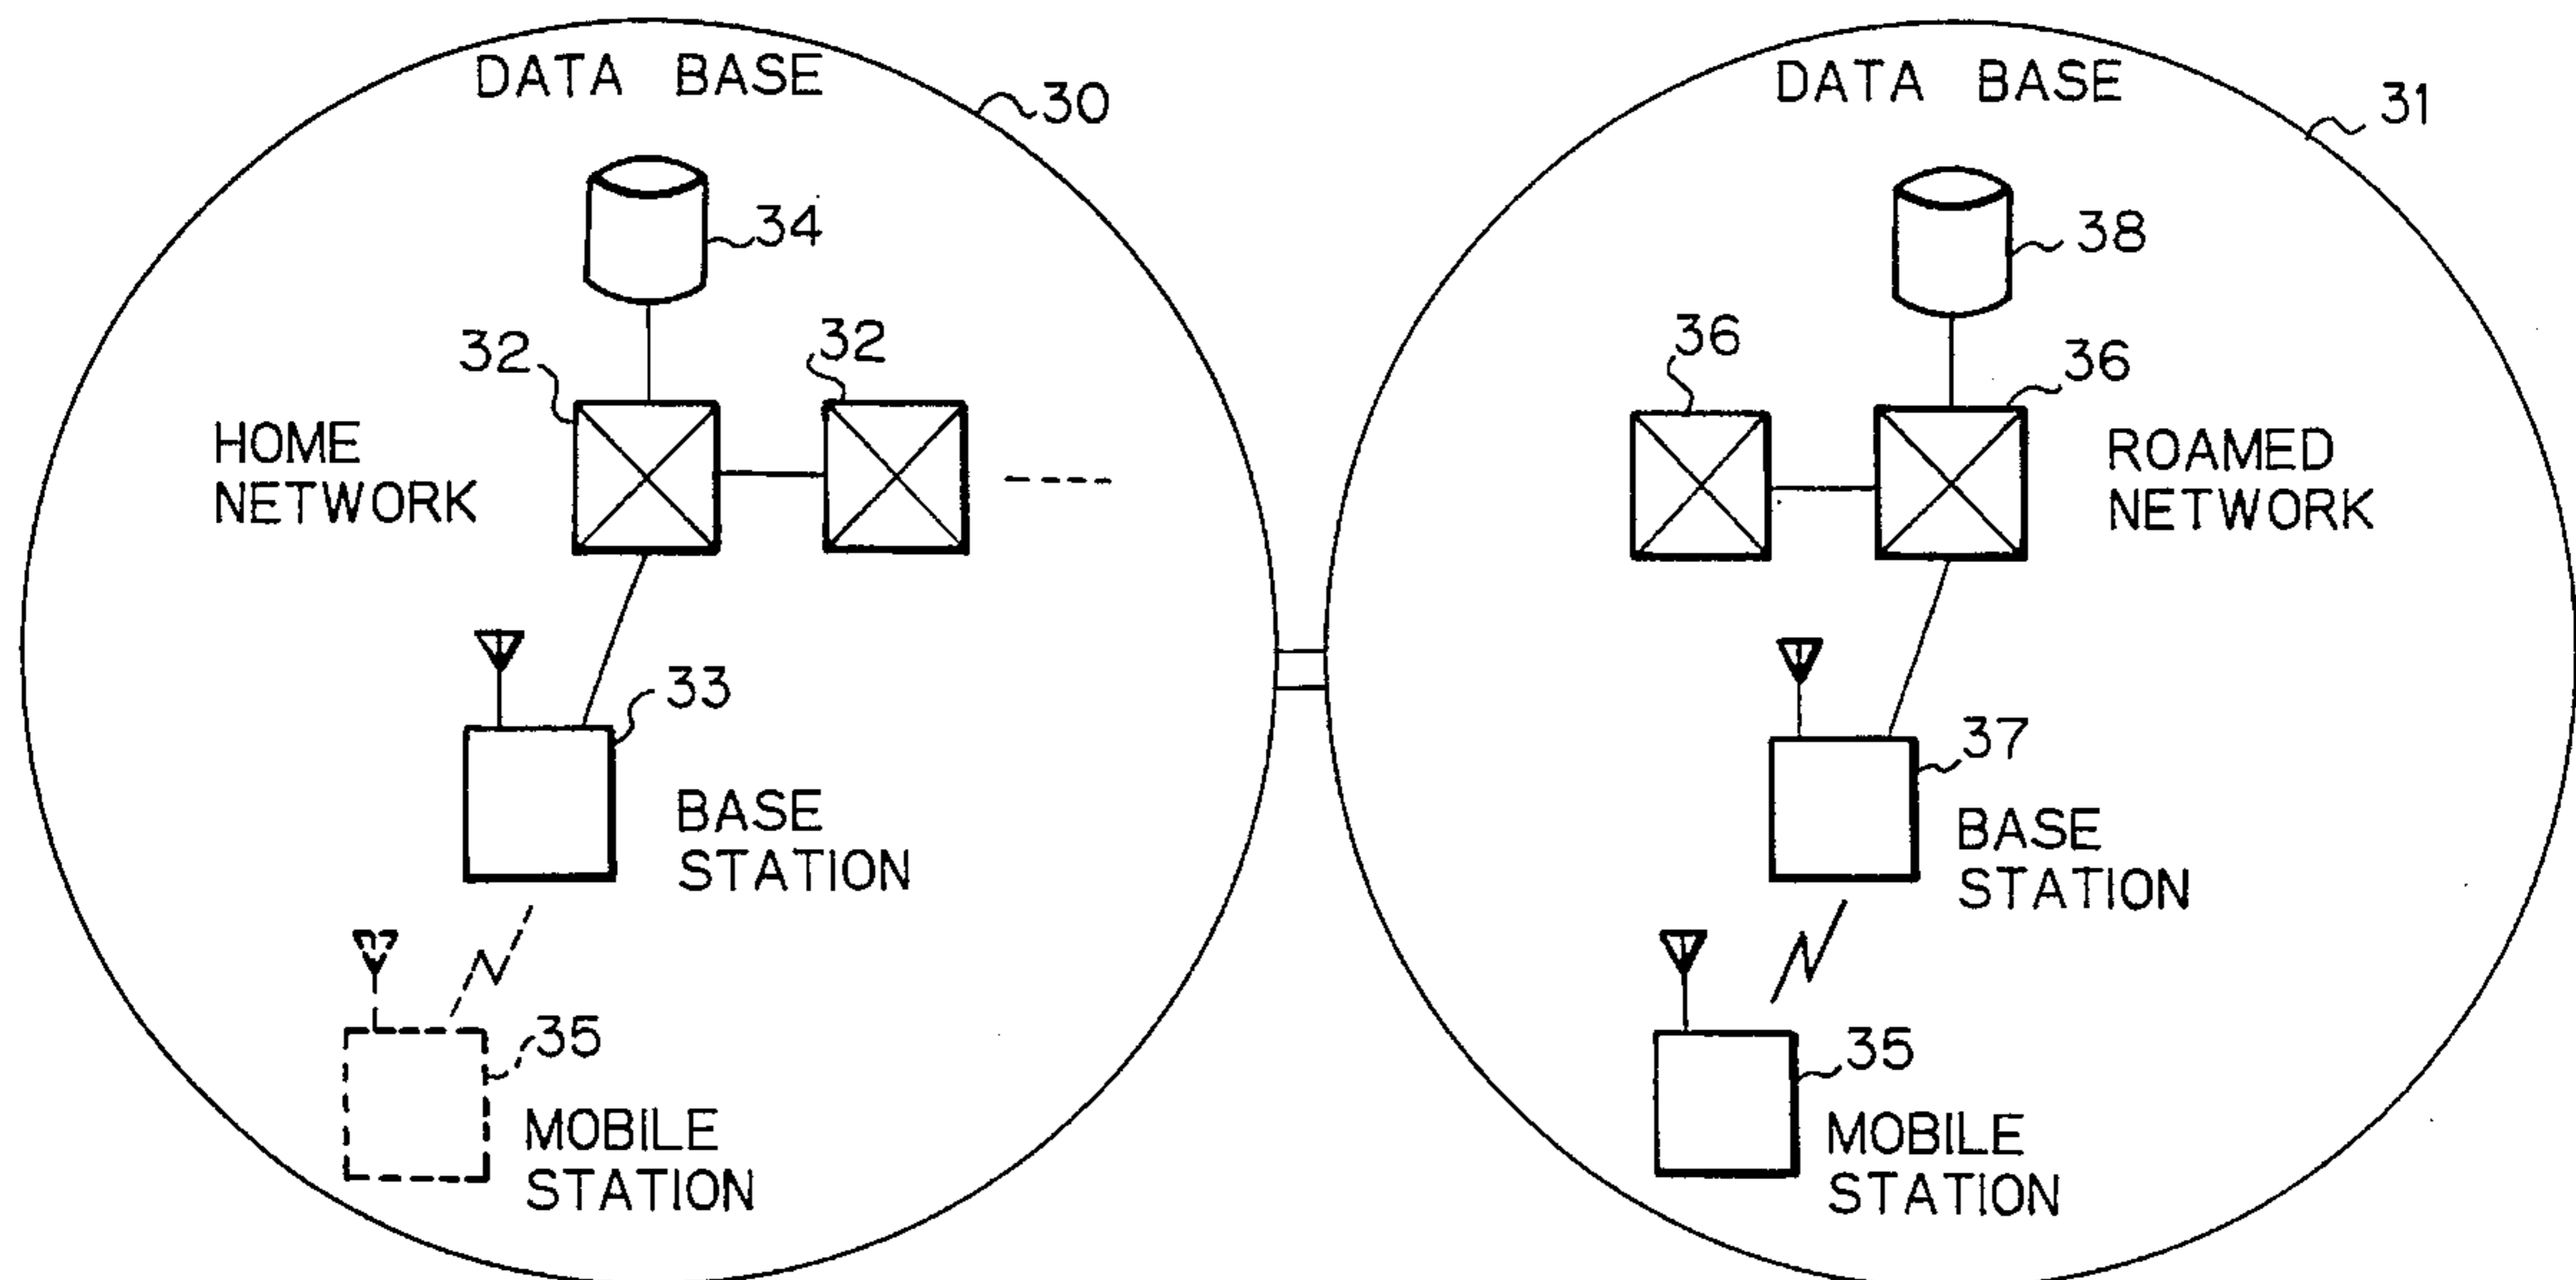 DATA BASE
30
34
32
32
HOME
NETWORK
33
BASE
STATION
35
MOBILE
STATION
DATA BASE
31
38
36
36
ROAMED
NETWORK
37
BASE
STATION
35
MOBILE
STATION